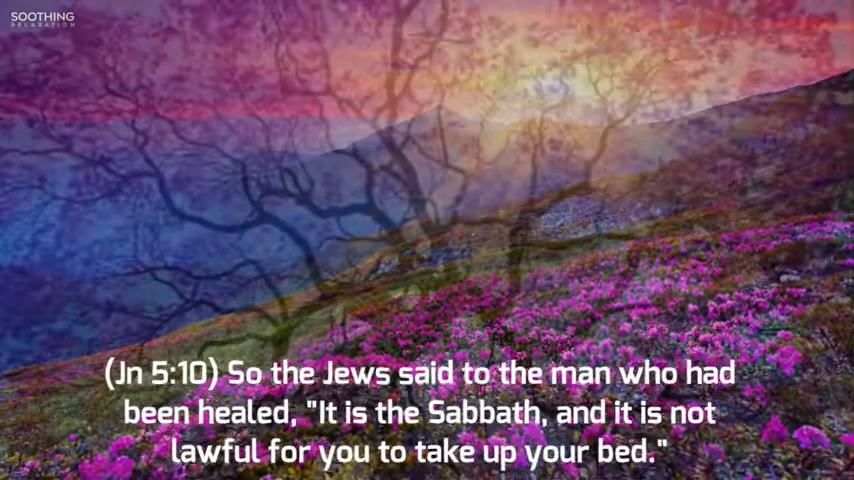 SOOTHING
RELAXATION
(Jn 5:10) So the Jews said to the man who had
been healed, "It is the Sabbath, and it is not
lawful for you to take up your bed."